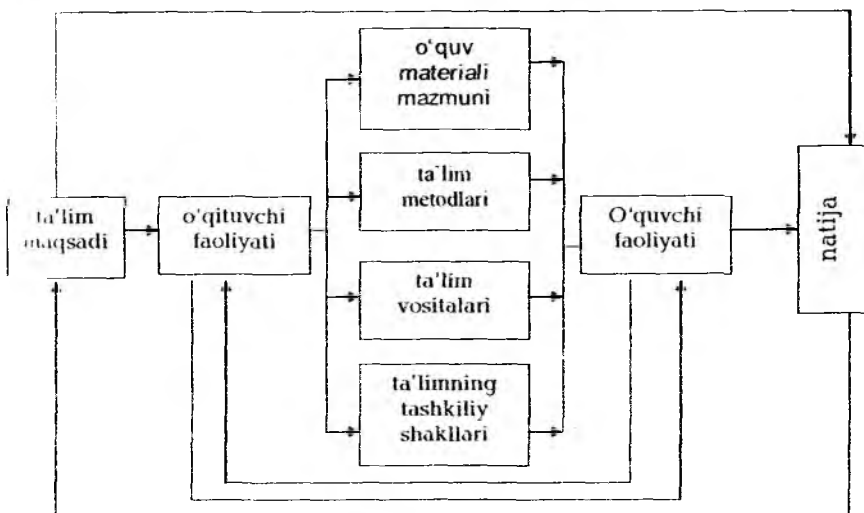 o'quv
materiali
mazmuni
ta'lim
metodlari
ta'lim
maqsadi
o'qituvchi
faoliyati
O'quvchi
faoliyati
natija
ta'lim
vositalari
ta'limning
tashkiliy
shakllari